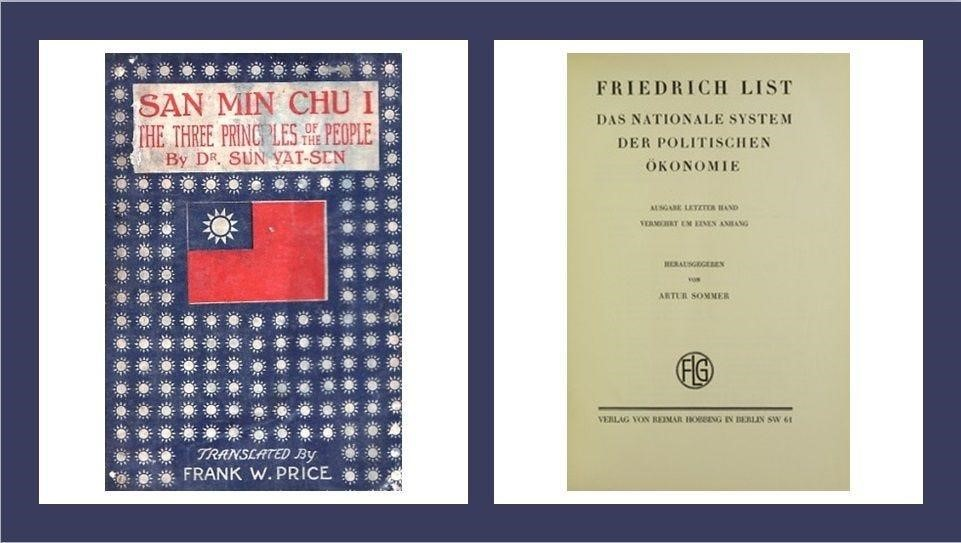 SAN MIN CHU I
THE THREE PRINCIPLES OF THE PEOPLE
By DR. SUN YAT-SEN
TRANSLATED By
FRANK W. PRICE
FRIEDRICH LIST
DAS NATIONALE SYSTEM
DER POLITISCHEN
ÖKONOMIE
AUSGABE LETZTER HAND
VERMEHRT UM EINEN ANHANG
HERAUSGEGEBEN
VON
ARTUR SOMMER
FLG
VERLAG VON REIMAR HOBBING IN BERLIN SW 61